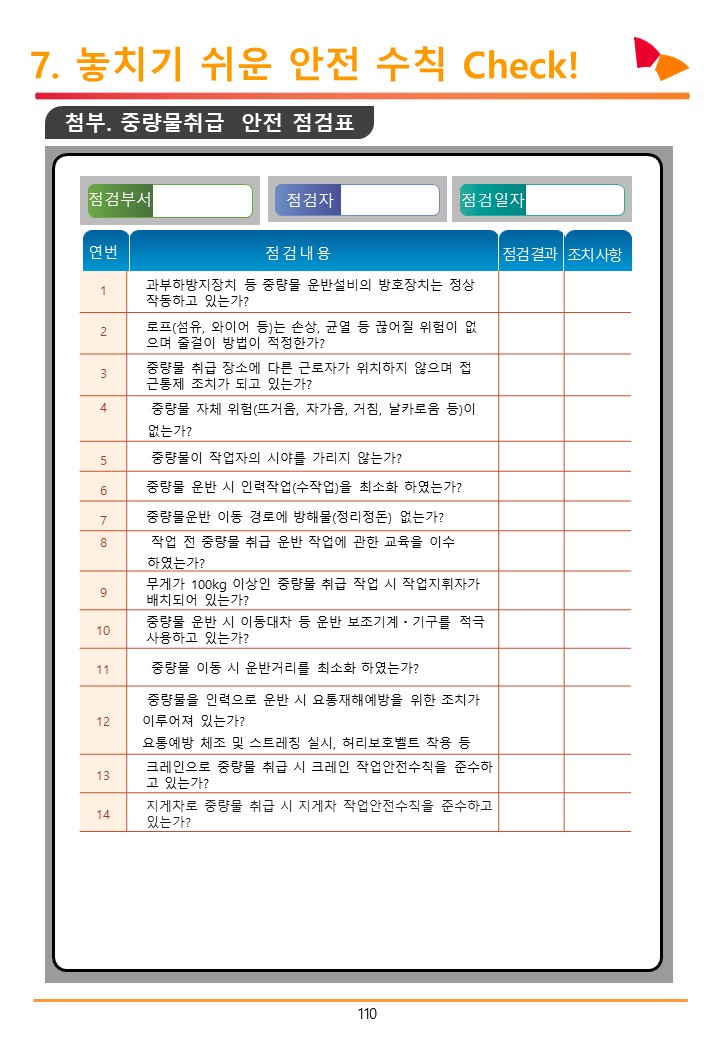 7. 놓치기 쉬운 안전 수칙 Check!
첨부. 중량물취급 안전 점검표
점검부서
점검자
점검일자
연번 점검내용 점검결과 조치사항
1 과부하방지장치 등 중량물 운반설비의 방호장치는 정상
작동하고 있는가?
2 로프(섬유, 와이어 등)는 손상, 균열 등 끊어질 위험이 없
으며 줄걸이 방법이 적정한가?
3 중량물 취급 장소에 다른 근로자가 위치하지 않으며 접
근통제 조치가 되고 있는가?
4 중량물 자체 위험(뜨거움, 차가움, 거침, 날카로움 등)이
없는가?
5 중량물이 작업자의 시야를 가리지 않는가?
6 중량물 운반 시 인력작업(수작업)을 최소화 하였는가?
7 중량물운반 이동 경로에 방해물(정리정돈) 없는가?
8 작업 전 중량물 취급 운반 작업에 관한 교육을 이수
하였는가?
9 무게가 100kg 이상인 중량물 취급 작업 시 작업지휘자가
배치되어 있는가?
10 중량물 운반 시 이동대차 등 운반 보조기계·기구를 적극
사용하고 있는가?
11 중량물 이동 시 운반거리를 최소화 하였는가?
12 중량물을 인력으로 운반 시 요통재해예방을 위한 조치가
이루어져 있는가?
요통예방 체조 및 스트레칭 실시, 허리보호벨트 착용 등
13 크레인으로 중량물 취급 시 크레인 작업안전수칙을 준수하
고 있는가?
14 지게차로 중량물 취급 시 지게차 작업안전수칙을 준수하고
있는가?
110